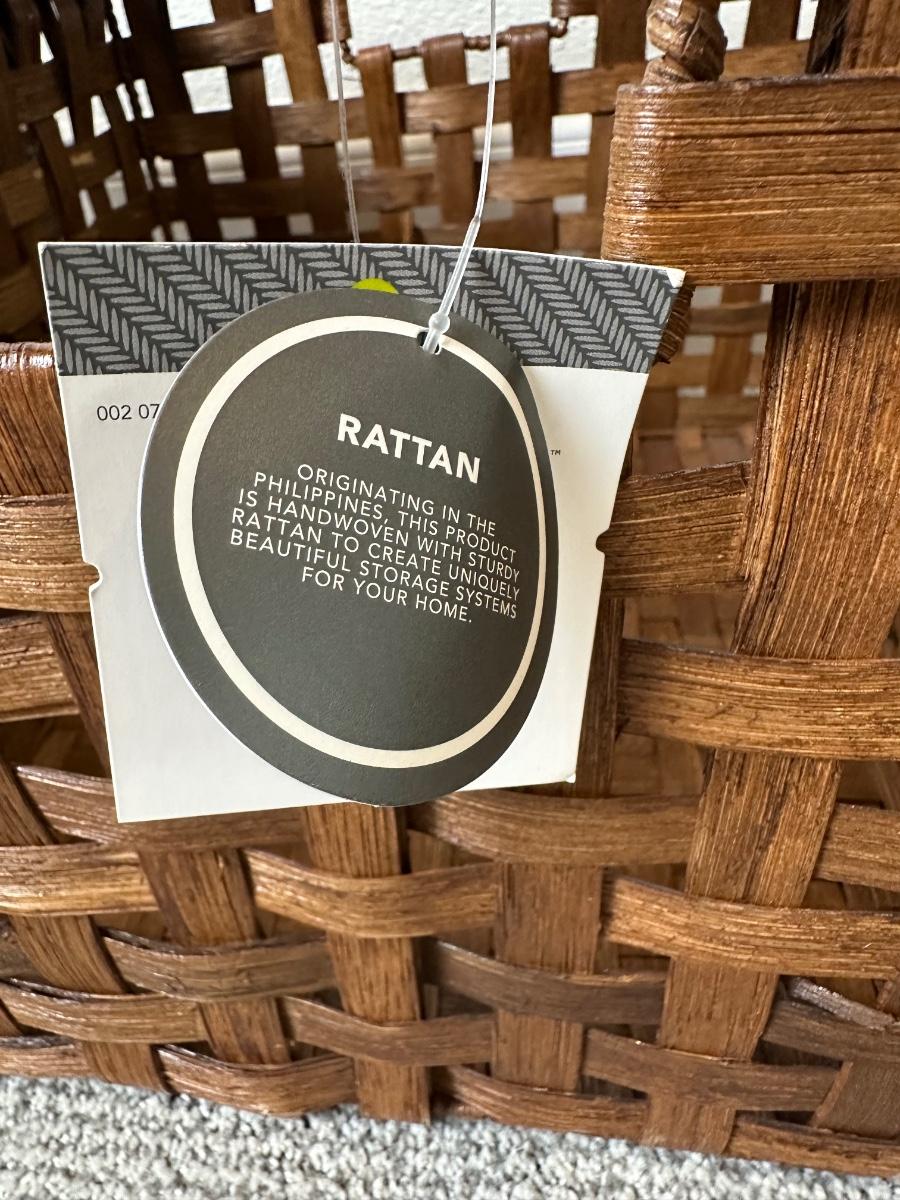 002 07
™
RATTAN
ORIGINATING IN THE
PHILIPPINES, THIS PRODUCT
IS HANDWOVEN WITH STURDY
RATTAN TO CREATE UNIQUELY
BEAUTIFUL STORAGE SYSTEMS
FOR YOUR HOME.